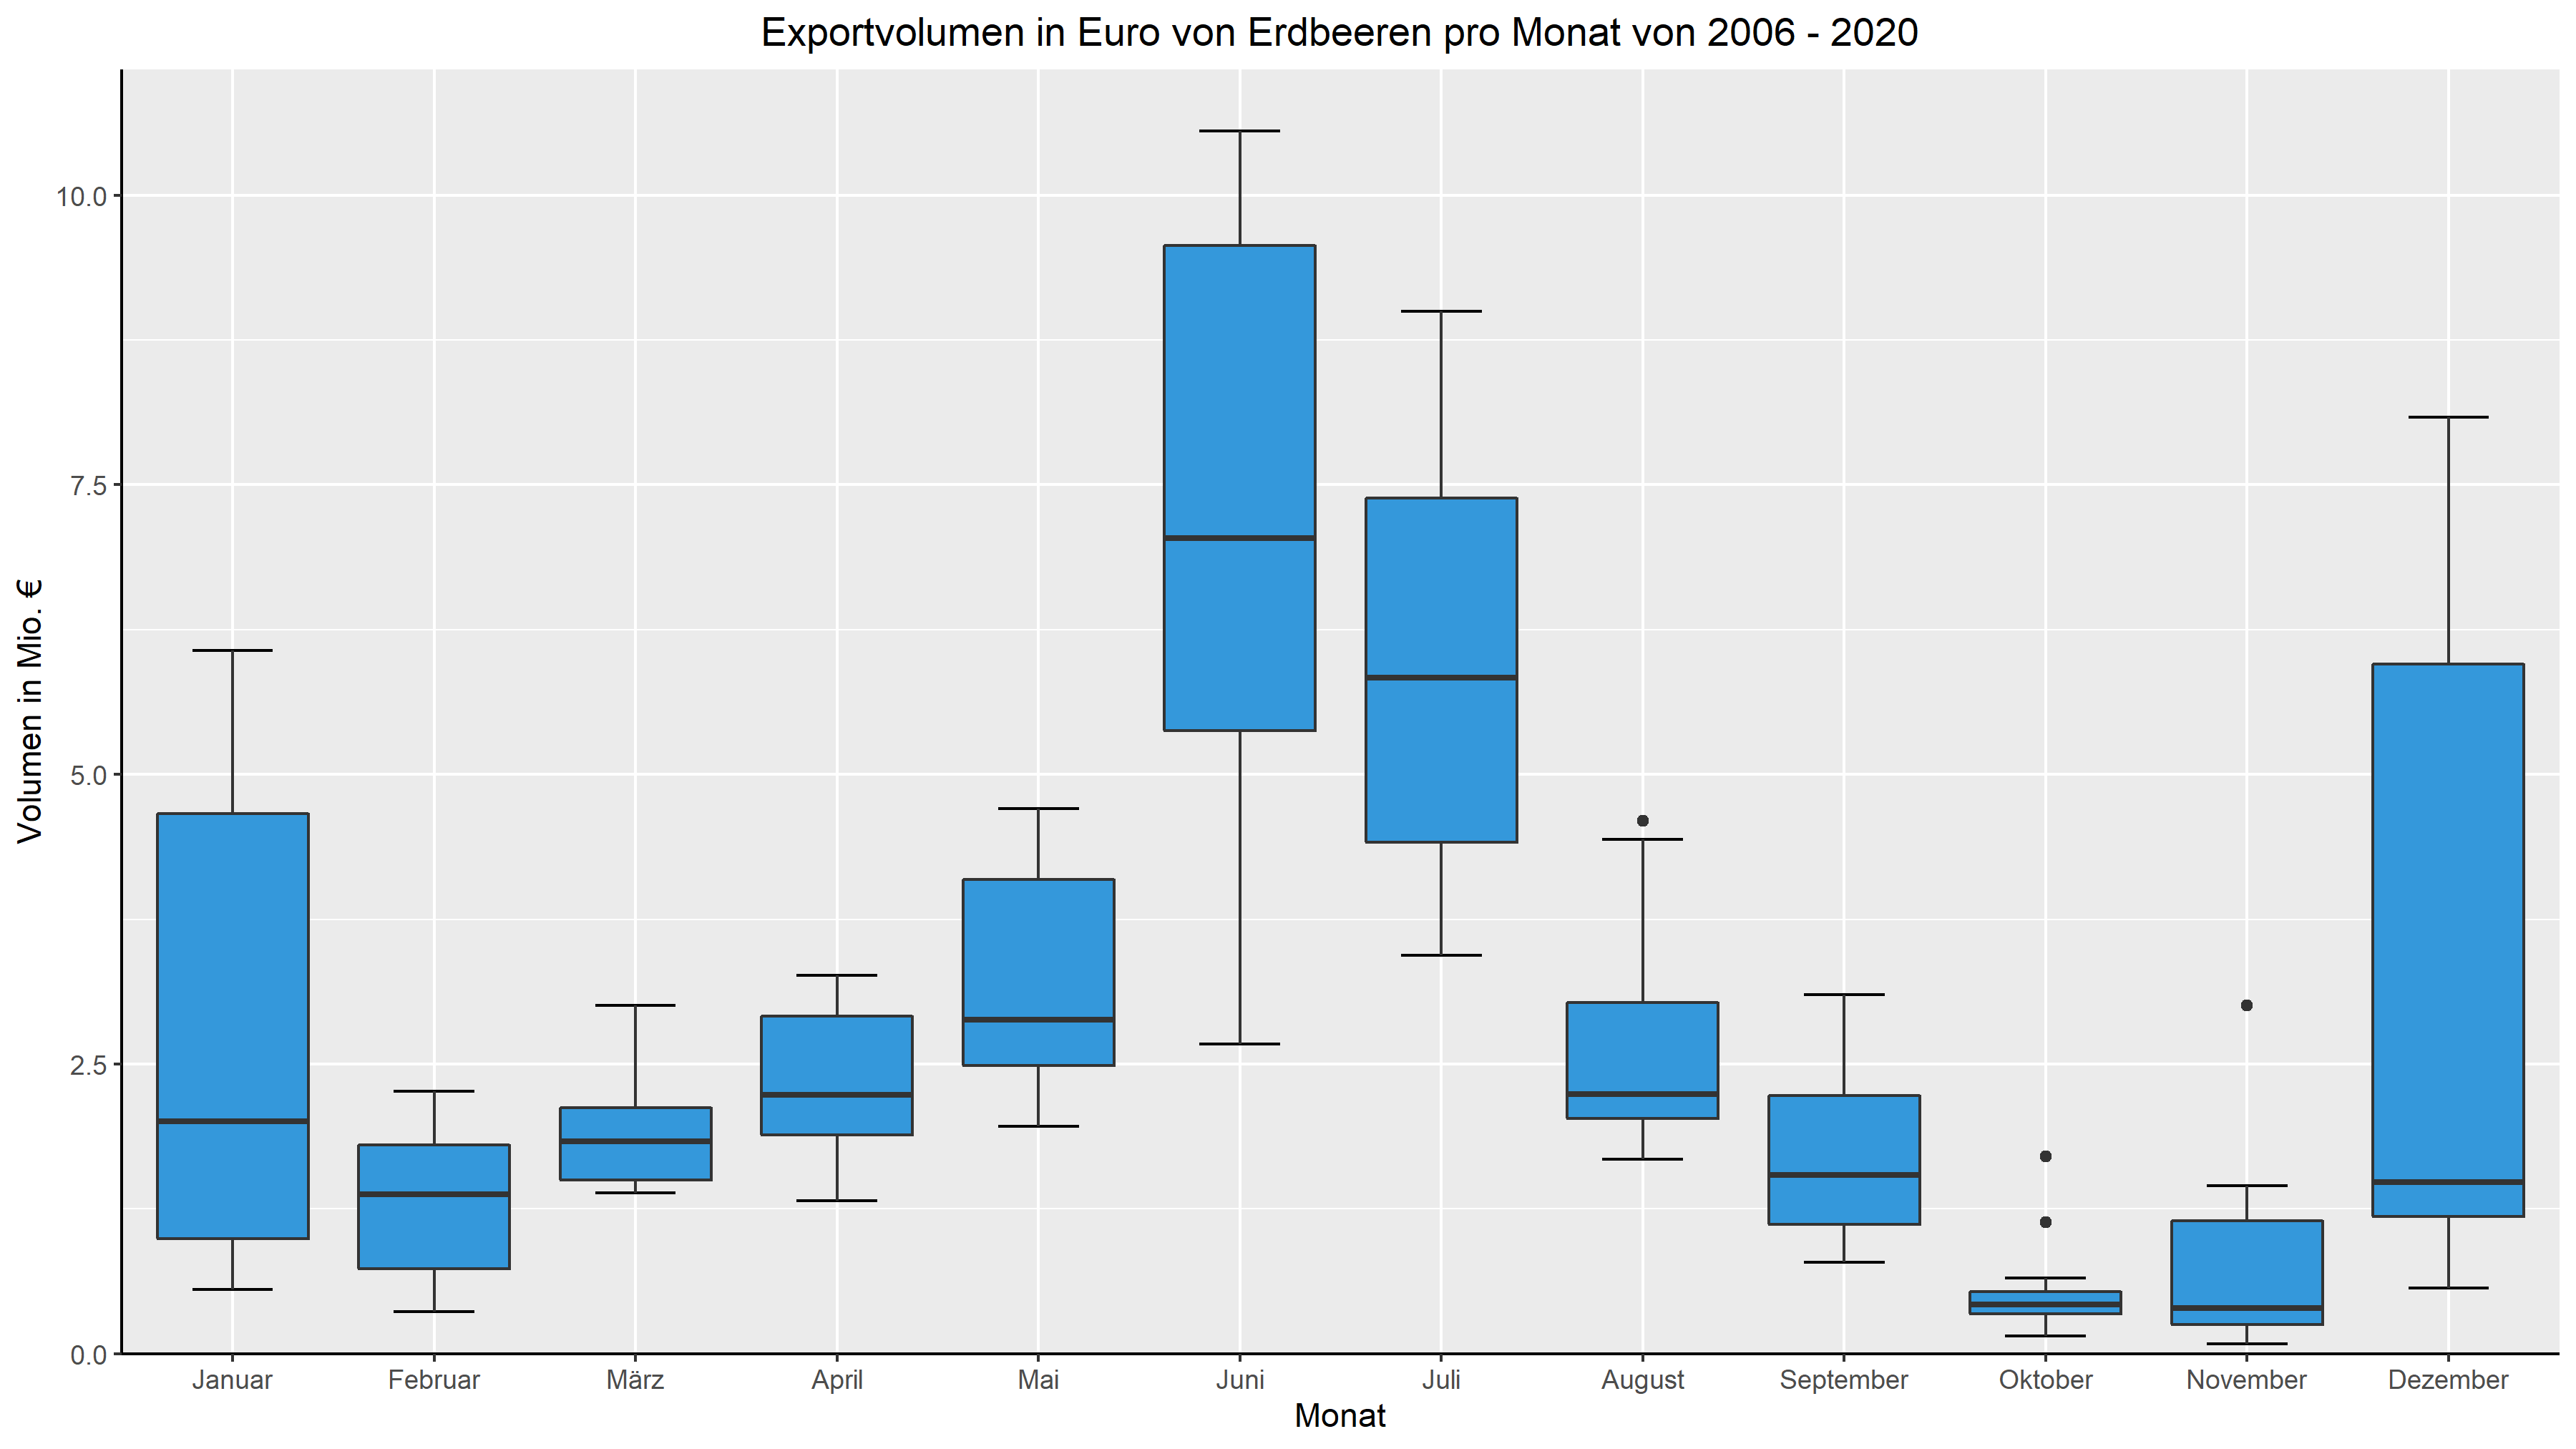 Exportvolumen in Euro von Erdbeeren pro Monat von 2006 - 2020
Volumen in Mio. €
10.0
7.5
5.0
2.5
0.0
Januar Februar März April Mai Juni Juli August September Oktober November Dezember
Monat